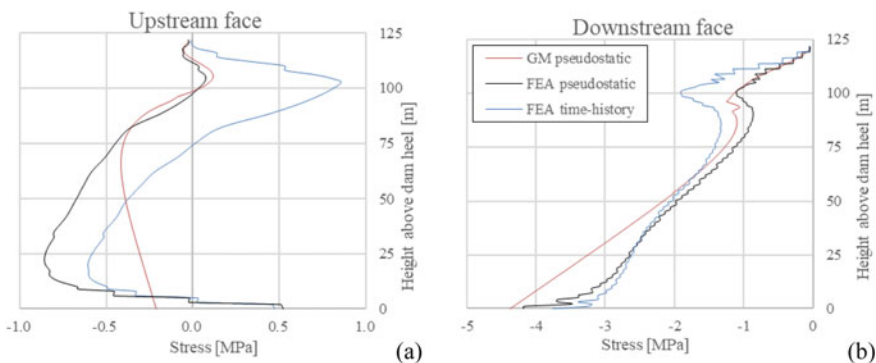 Upstream face
125
100
75
50
25
0
Height above dam heel [m]
-1.0
-0.5
0.0
0.5
1.0
Stress [MPa]
(a)
Downstream face
GM pseudostatic
FEA pseudostatic
FEA time-history
125
100
75
50
25
0
Height above dam heel [m]
-5
-4
-3
-2
-1
0
Stress [MPa]
(b)